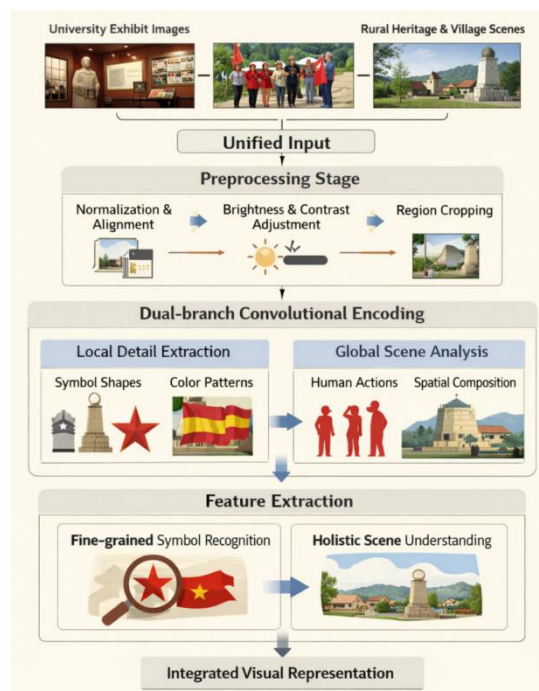 University Exhibit Images
Rural Heritage & Village Scenes
Unified Input
Preprocessing Stage
Normalization &
Alignment
Brightness & Contrast
Adjustment
Region Cropping
Dual-branch Convolutional Encoding
Local Detail Extraction
Global Scene Analysis
Symbol Shapes
Color Patterns
Human Actions
Spatial Composition
Feature Extraction
Fine-grained Symbol Recognition
Holistic Scene Understanding
Integrated Visual Representation